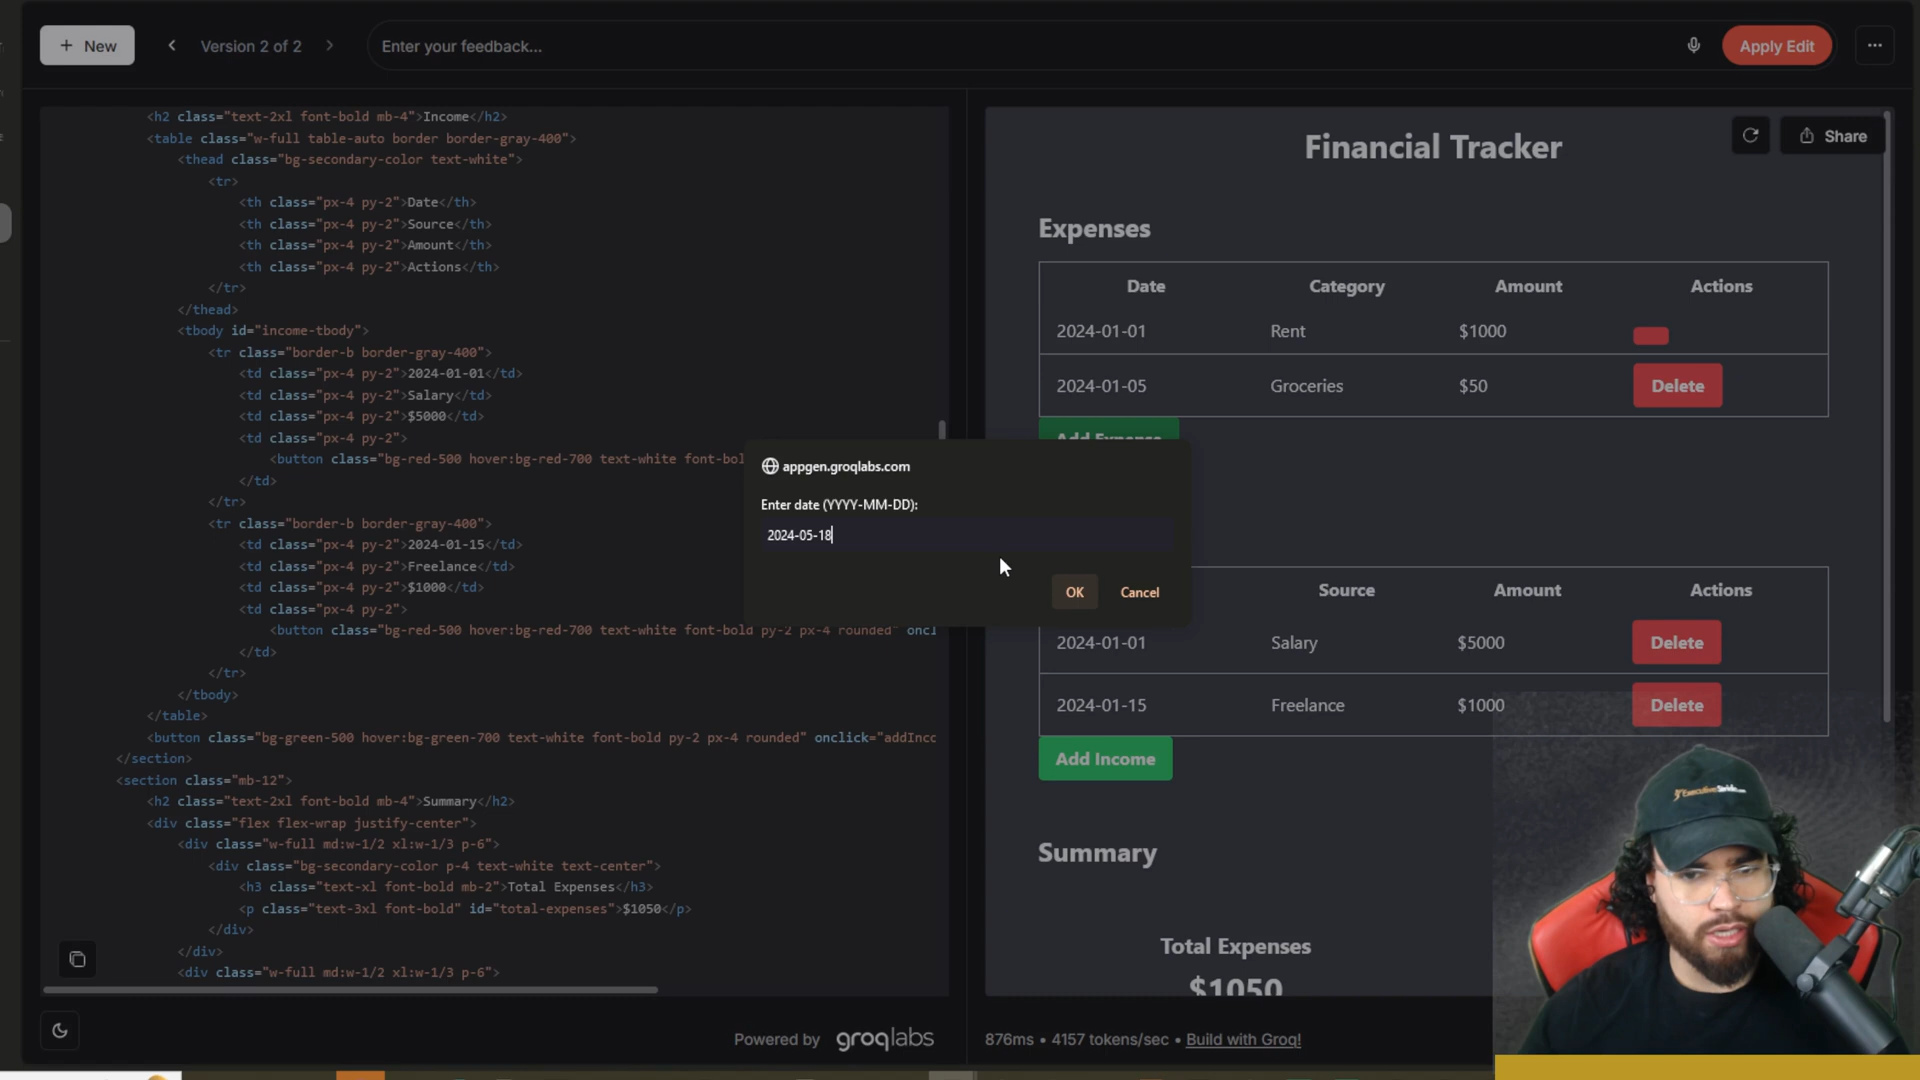 + New
Version 2 of 2
Enter your feedback...
Apply Edit
<h2 class="text-2xl font-bold mb-4">Income</h2>
<table class="w-full table-auto border border-gray-400">
<thead class="bg-secondary-color text-white">
<tr>
<th class="px-4 py-2">Date</th>
<th class="px-4 py-2">Source</th>
<th class="px-4 py-2">Amount</th>
<th class="px-4 py-2">Actions</th>
</tr>
</thead>
<tbody id="income-tbody">
<tr class="border-b border-gray-400">
<td class="px-4 py-2">2024-01-01</td>
<td class="px-4 py-2">Salary</td>
<td class="px-4 py-2">$5000</td>
<td class="px-4 py-2">
<button class="bg-red-500 hover:bg-red-700 text-white font-bol
</td>
</tr>
<tr class="border-b border-gray-400">
<td class="px-4 py-2">2024-01-15</td>
<td class="px-4 py-2">Freelance</td>
<td class="px-4 py-2">$1000</td>
<td class="px-4 py-2">
<button class="bg-red-500 hover:bg-red-700 text-white font-bold py-2 px-4 rounded" oncl
</td>
</tr>
</tbody>
</table>
<button class="bg-green-500 hover:bg-green-700 text-white font-bold py-2 px-4 rounded" onclick="addInco
</section>
<section class="mb-12">
<h2 class="text-2xl font-bold mb-4">Summary</h2>
<div class="flex flex-wrap justify-center">
<div class="w-full md:w-1/2 xl:w-1/3 p-6">
<div class="bg-secondary-color p-4 text-white text-center">
<h3 class="text-xl font-bold mb-2">Total Expenses</h3>
<p class="text-3xl font-bold" id="total-expenses">$1050</p>
</div>
</div>
<div class="w-full md:w-1/2 xl:w-1/3 p-6">
Financial Tracker
Share
Expenses
Date Category Amount Actions
2024-01-01 Rent $1000
2024-01-05 Groceries $50 Delete
Add Expense
appgen.groqlabs.com
Enter date (YYYY-MM-DD):
2024-05-18
OK Cancel
Source Amount Actions
2024-01-01 Salary $5000 Delete
2024-01-15 Freelance $1000 Delete
Add Income
Summary
Total Expenses
$1050
Powered by groqlabs
876ms • 4157 tokens/sec • Build with Groq!